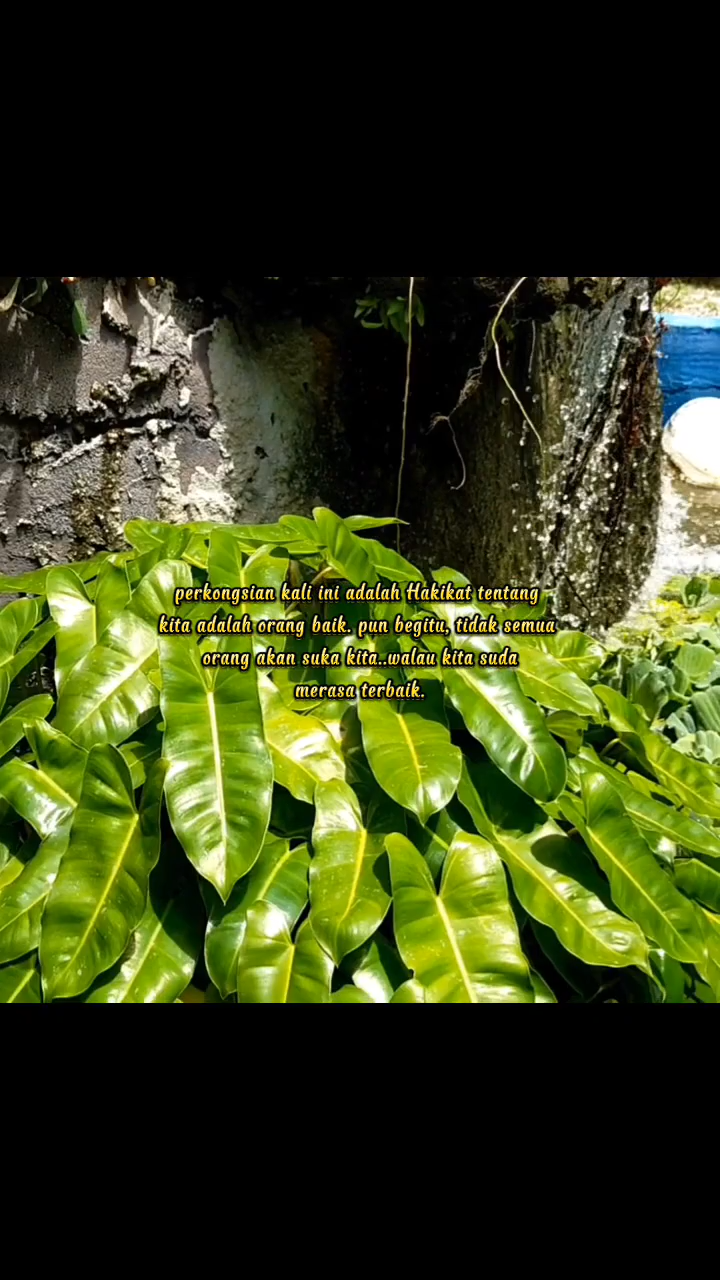 perkongsian kali ini adalah Hakikat tentang
kita adalah orang baik. pun begitu, tidak semua
orang akan suka kita..walau kita suda
merasa terbaik.